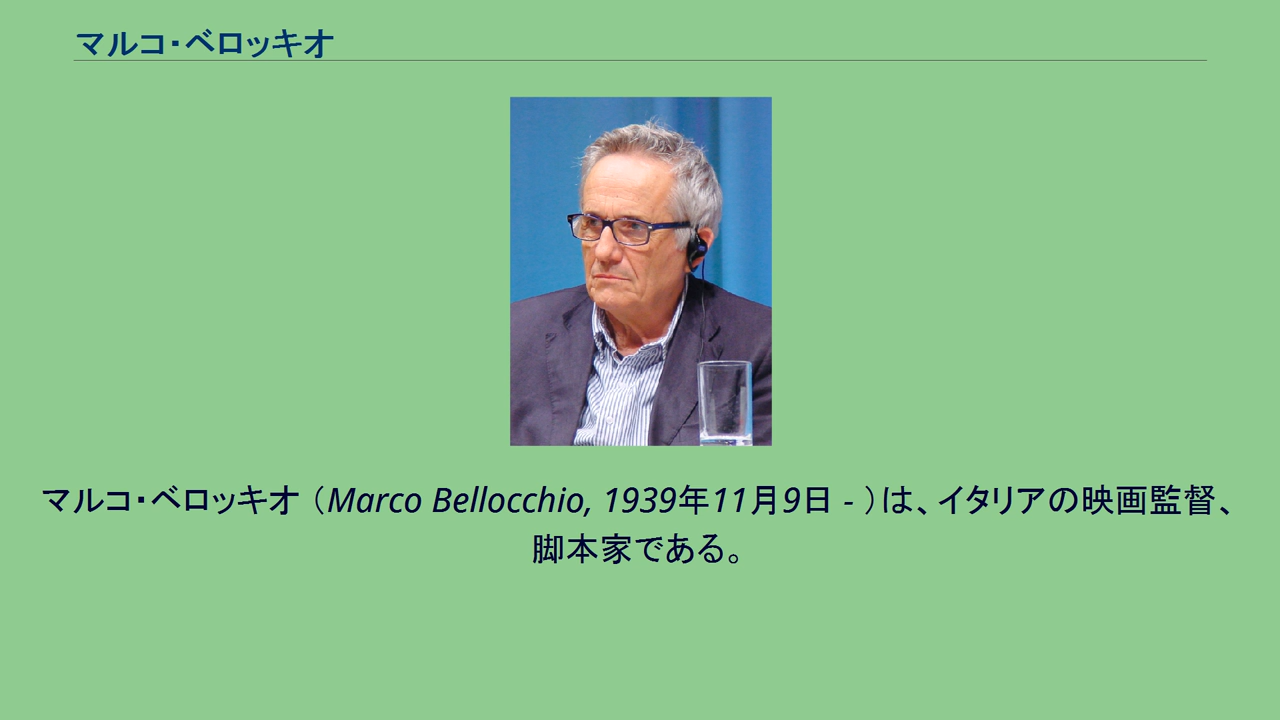 マルコ・ベロッキオ
マルコ・ベロッキオ（Marco Bellocchio, 1939年11月9日 - ）は、イタリアの映画監督、
脚本家である。